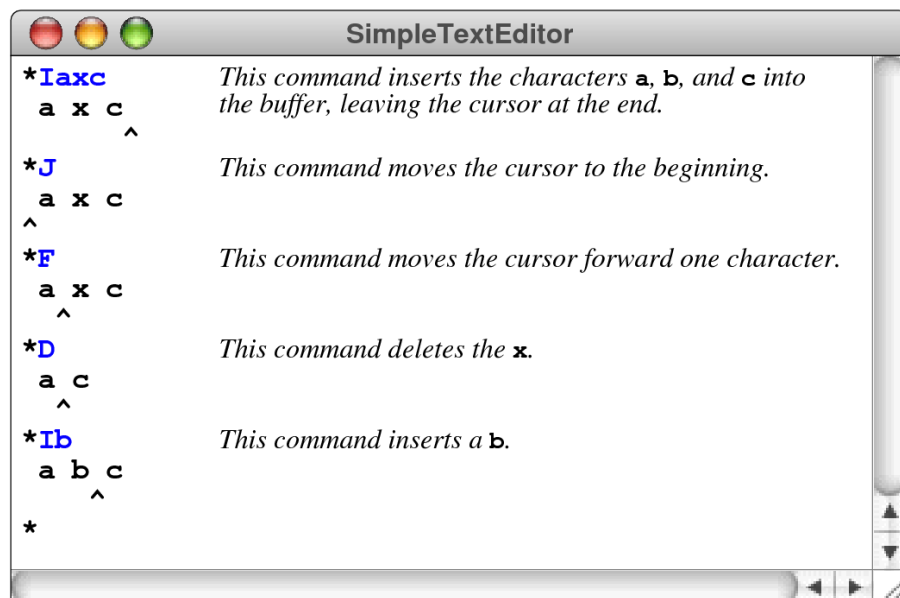 SimpleTextEditor
*Iaxc This command inserts the characters a, b, and c into
a x c the buffer, leaving the cursor at the end.
^
*J This command moves the cursor to the beginning.
a x c
^
*F This command moves the cursor forward one character.
a x c
^
*D This command deletes the x.
a c
^
*Ib This command inserts a b.
a b c
^
*